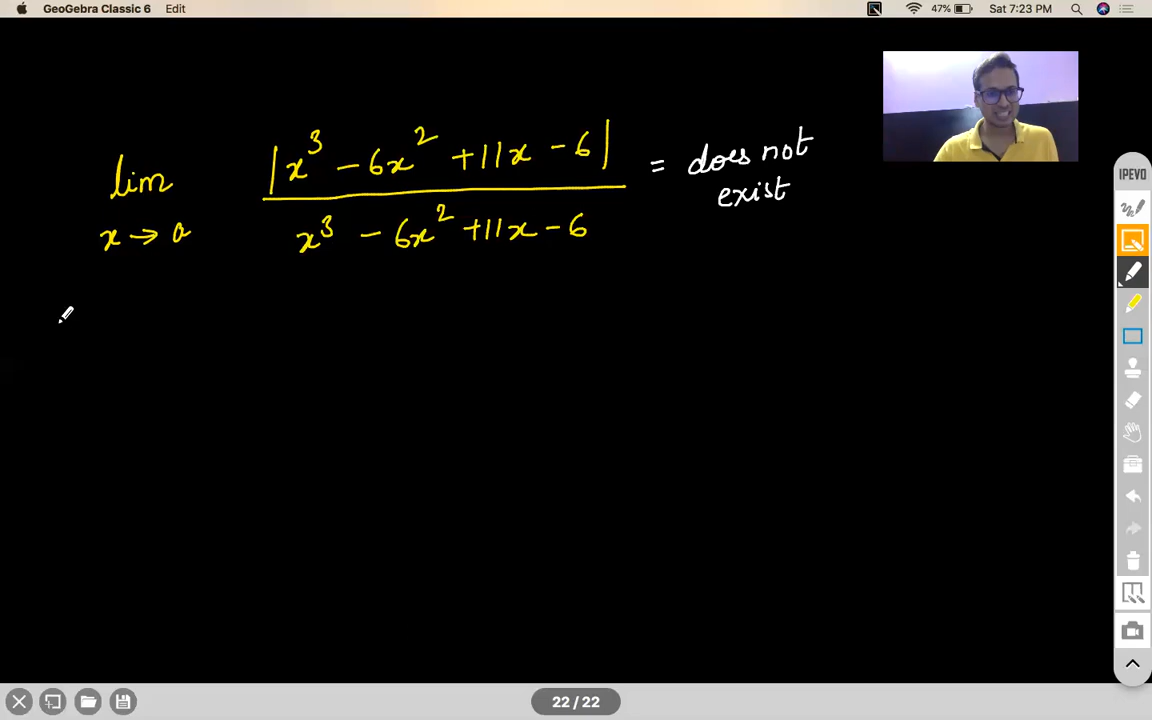 GeoGebra Classic 6 Edit 47% Sat 7:23 PM
|x³ - 6x² + 11x - 6| = does not
lim exist
x → a x³ - 6x² + 11x - 6
IPEVO
22 / 22